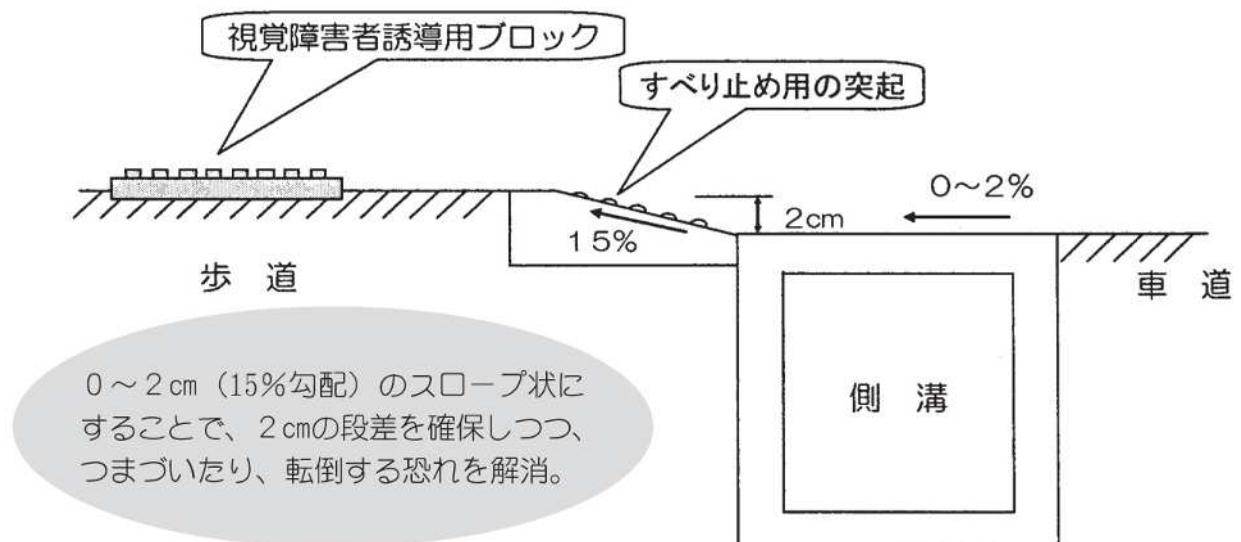 視覚障害者誘導用ブロック
すべり止め用の突起
0～2%
2cm
15%
歩 道
車 道
側 溝
0～2cm（15%勾配）のスロープ状に
することで、2cmの段差を確保しつつ、
つまづいたり、転倒する恐れを解消。